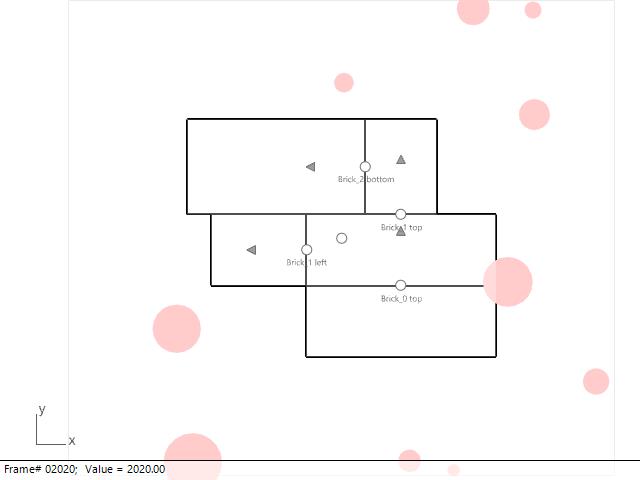 Brick_2 bottom
Brick_1 top
Brick_1 left
Brick_0 top
y
x
Frame# 02020;  Value = 2020.00